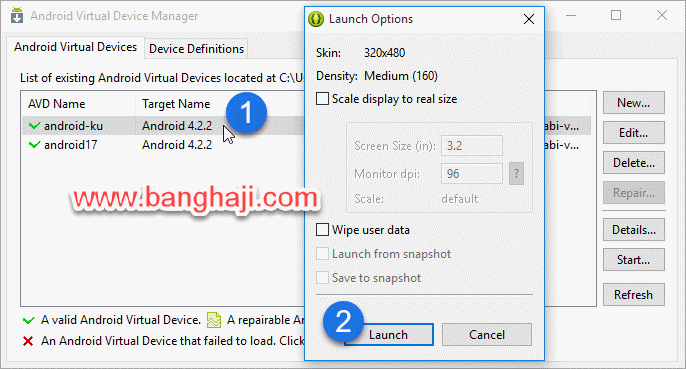 Android Virtual Device Manager
Android Virtual Devices
Device Definitions
List of existing Android Virtual Devices located at C:\U
AVD Name
Target Name
android-ku
Android 4.2.2
abi-v...
android17
Android 4.2.2
abi-v...
1
www.banghaji.com
New...
Edit...
Delete...
Repair...
Details...
Start...
Refresh
A valid Android Virtual Device.
A repairable An
An Android Virtual Device that failed to load. Click
Launch Options
Skin: 320x480
Density: Medium (160)
Scale display to real size
Screen Size (in): 3.2
Monitor dpi: 96
?
Scale: default
Wipe user data
Launch from snapshot
Save to snapshot
2
Launch
Cancel